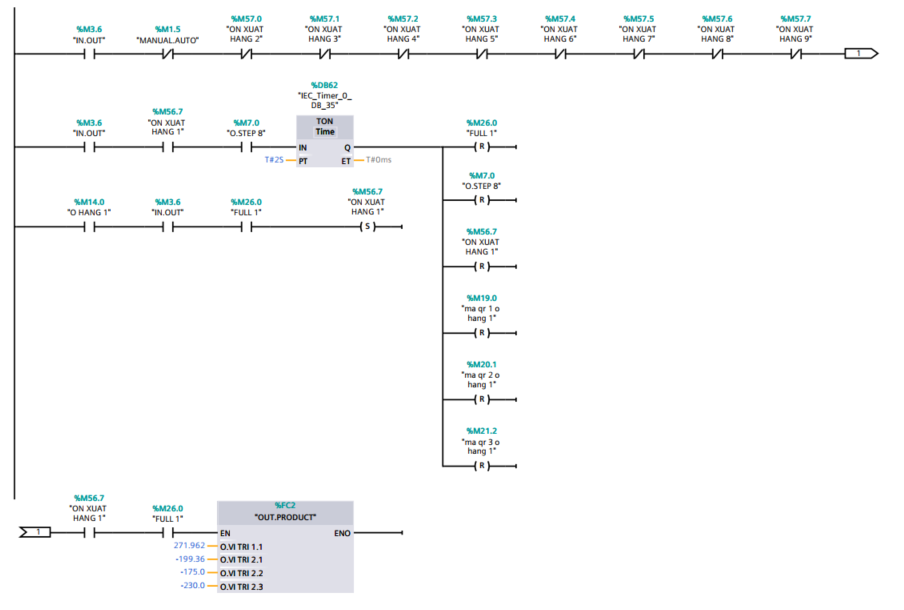 %M3.6
"IN.OUT"
%M1.5
"MANUAL.AUTO"
%M57.0
"ON XUAT
HANG 2"
%M57.1
"ON XUAT
HANG 3"
%M57.2
"ON XUAT
HANG 4"
%M57.3
"ON XUAT
HANG 5"
%M57.4
"ON XUAT
HANG 6"
%M57.5
"ON XUAT
HANG 7"
%M57.6
"ON XUAT
HANG 8"
%M57.7
"ON XUAT
HANG 9"
1
%M3.6
"IN.OUT"
%M56.7
"ON XUAT
HANG 1"
%M7.0
"O.STEP 8"
%DB62
"IEC_Timer_0_
DB_35"
TON
Time
IN Q
T#2S PT ET T#0ms
%M26.0
"FULL 1"
R
%M7.0
"O.STEP 8"
R
%M56.7
"ON XUAT
HANG 1"
R
%M19.0
"ma qr 1 o
hang 1"
R
%M20.1
"ma qr 2 o
hang 1"
R
%M21.2
"ma qr 3 o
hang 1"
R
%M14.0
"O HANG 1"
%M3.6
"IN.OUT"
%M26.0
"FULL 1"
%M56.7
"ON XUAT
HANG 1"
S
1
%M56.7
"ON XUAT
HANG 1"
%M26.0
"FULL 1"
%FC2
"OUT.PRODUCT"
EN ENO
271.962 O.VI TRI 1.1
-199.36 O.VI TRI 2.1
-175.0 O.VI TRI 2.2
-230.0 O.VI TRI 2.3